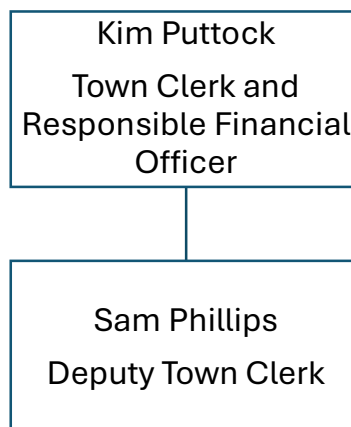 Kim Puttock
Town Clerk and
Responsible Financial
Officer
Sam Phillips
Deputy Town Clerk